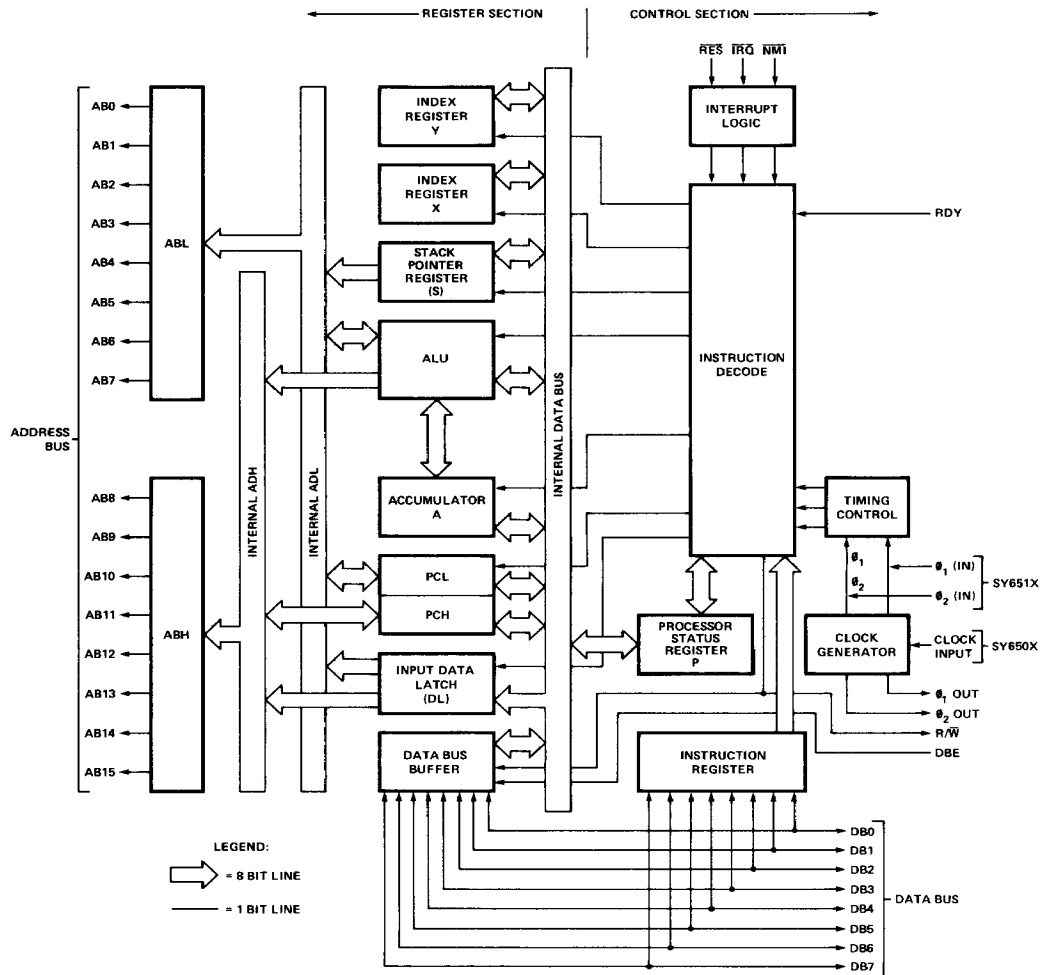 REGISTER SECTION
CONTROL SECTION
R̅E̅S̅ I̅R̅Q̅ N̅M̅I̅
INTERRUPT
LOGIC
RDY
INSTRUCTION
DECODE
ADDRESS
BUS
AB0
AB1
AB2
AB3
AB4
AB5
AB6
AB7
AB8
AB9
AB10
AB11
AB12
AB13
AB14
AB15
ABL
ABH
INTERNAL ADH
INTERNAL ADL
INDEX
REGISTER
Y
INDEX
REGISTER
X
STACK
POINTER
REGISTER
(S)
ALU
ACCUMULATOR
A
PCL
PCH
INPUT DATA
LATCH
(DL)
DATA BUS
BUFFER
INTERNAL DATA BUS
PROCESSOR
STATUS
REGISTER
P
INSTRUCTION
REGISTER
TIMING
CONTROL
Ø1
Ø2
Ø1 (IN)
Ø2 (IN)
SY651X
CLOCK
GENERATOR
CLOCK
INPUT
SY650X
Ø1 OUT
Ø2 OUT
R/W̅
DBE
DB0
DB1
DB2
DB3
DB4
DB5
DB6
DB7
DATA BUS
LEGEND:
= 8 BIT LINE
= 1 BIT LINE